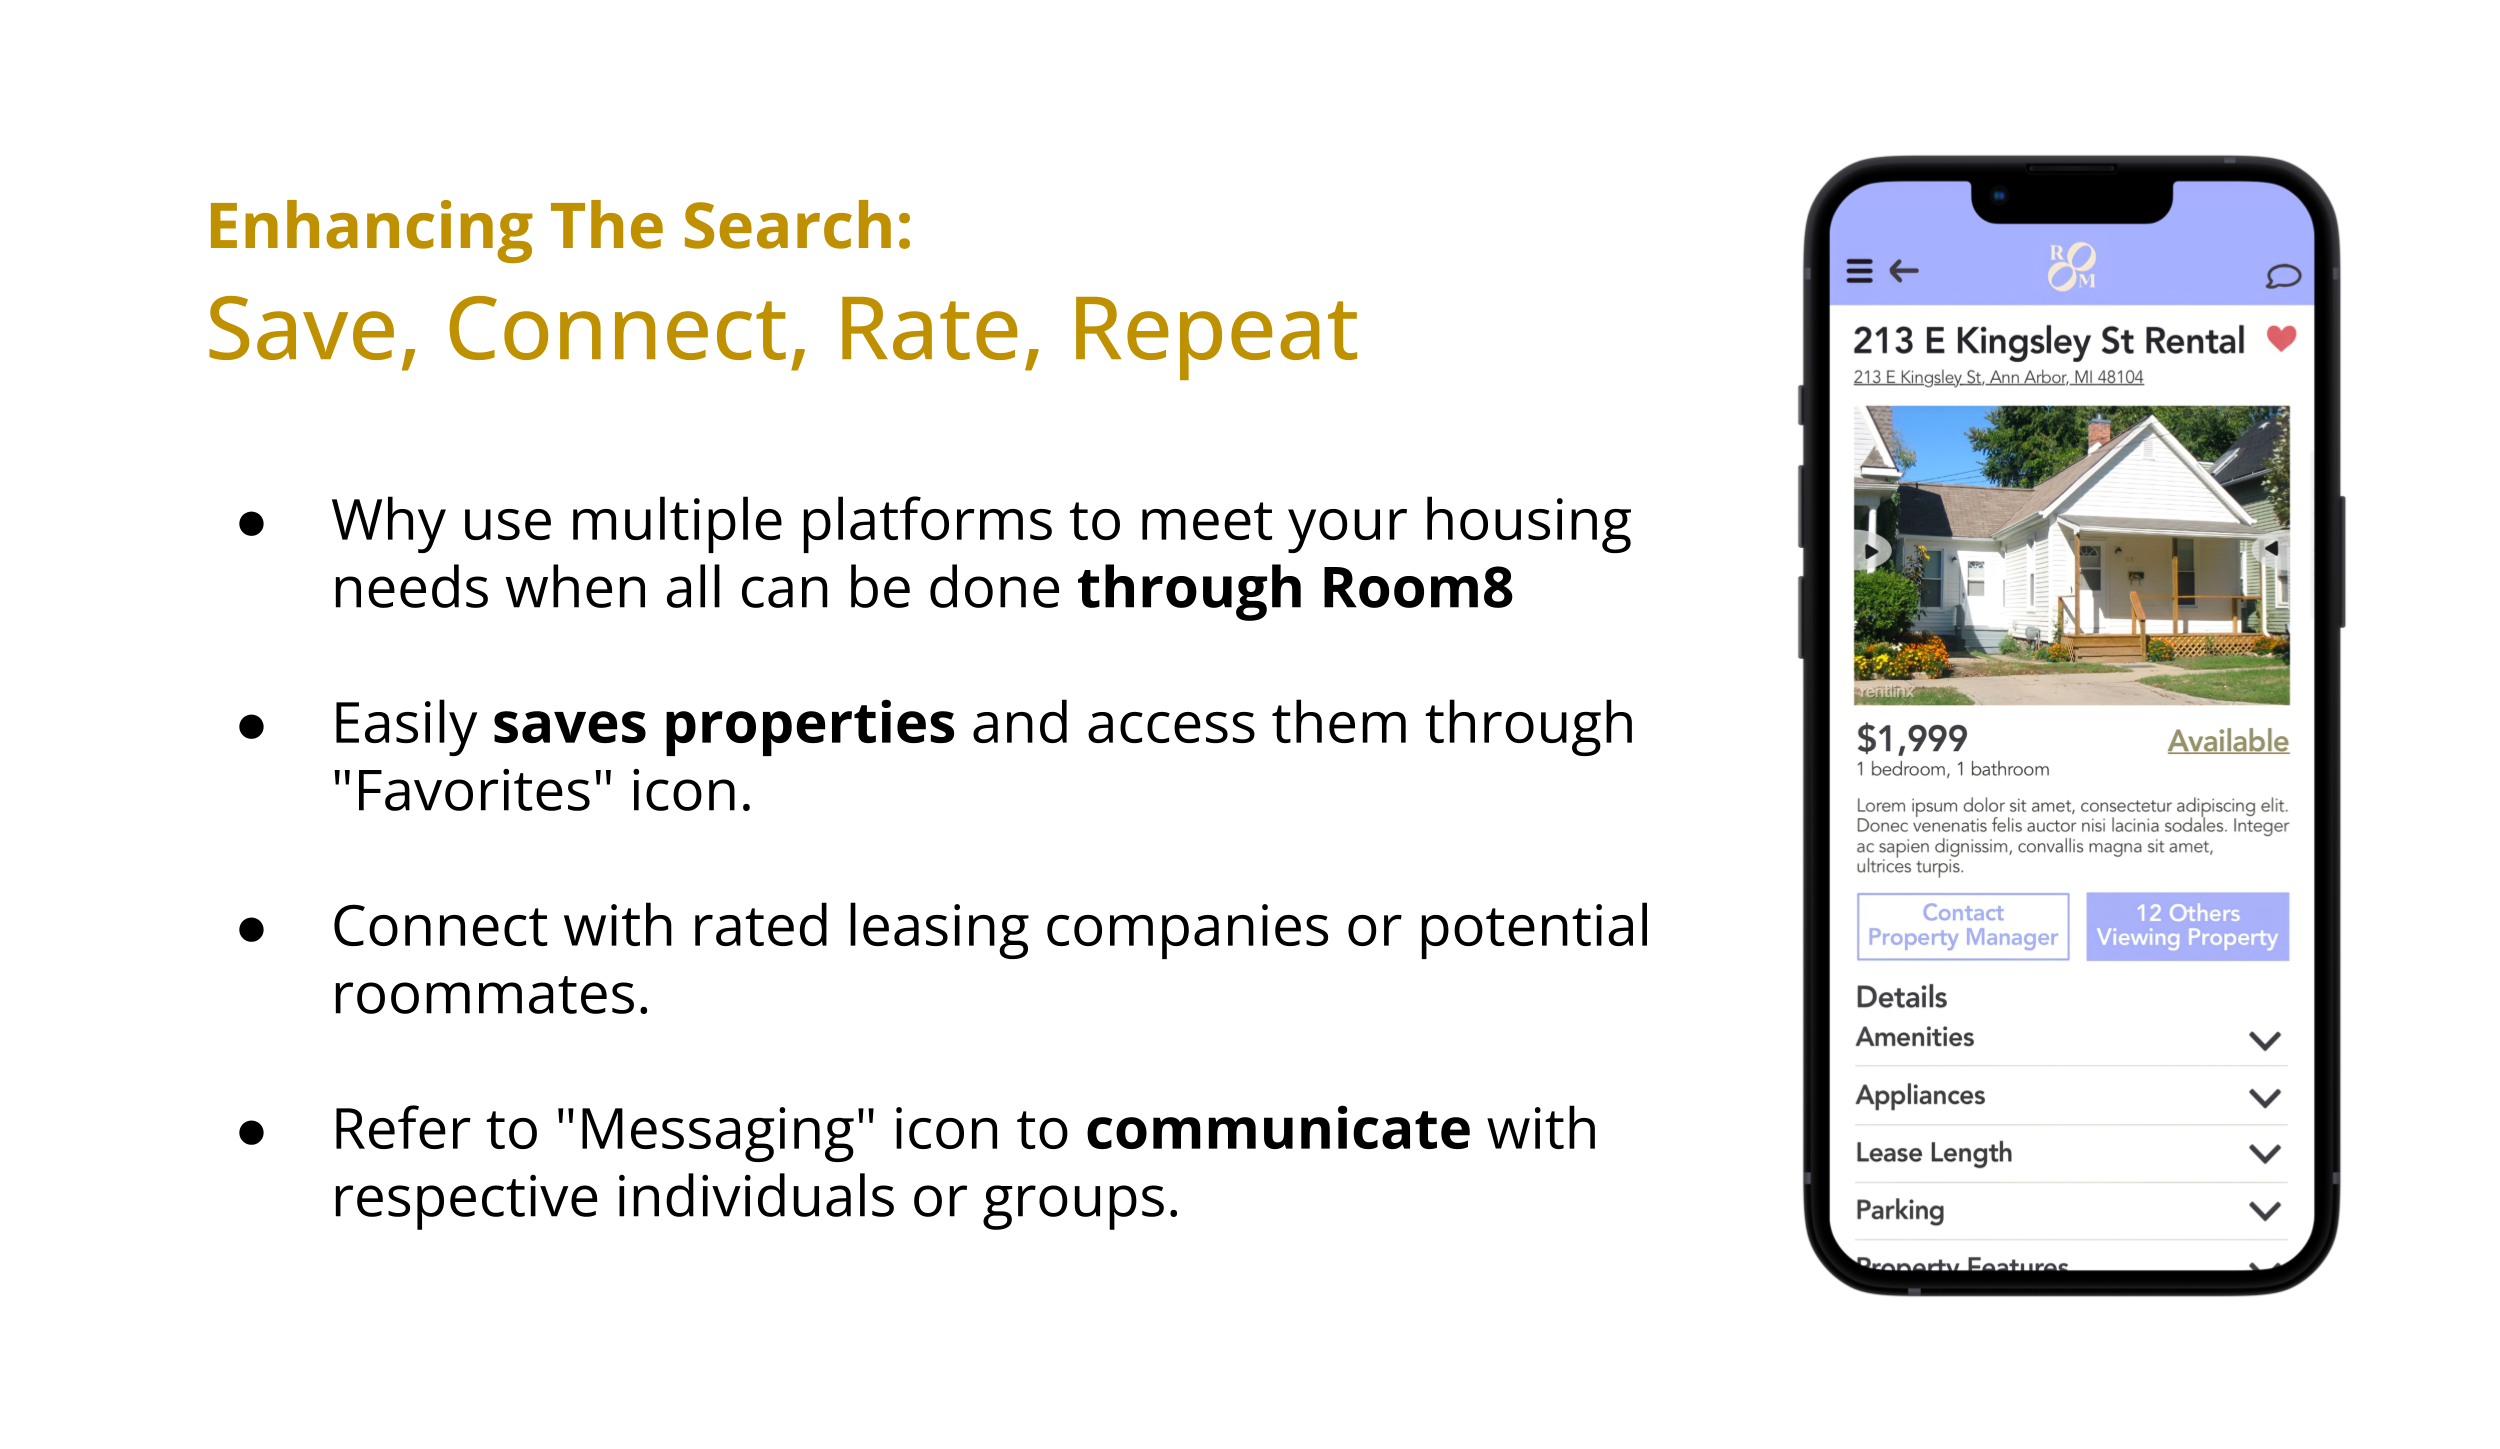 Enhancing The Search:
Save, Connect, Rate, Repeat
● Why use multiple platforms to meet your housing
needs when all can be done through Room8
● Easily saves properties and access them through
"Favorites" icon.
● Connect with rated leasing companies or potential
roommates.
● Refer to "Messaging" icon to communicate with
respective individuals or groups.
R8M
213 E Kingsley St Rental
213 E Kingsley St, Ann Arbor, MI 48104
rentlinx
$1,999
Available
1 bedroom, 1 bathroom
Lorem ipsum dolor sit amet, consectetur adipiscing elit.
Donec venenatis felis auctor nisi lacinia sodales. Integer
ac sapien dignissim, convallis magna sit amet,
ultrices turpis.
Contact
Property Manager
12 Others
Viewing Property
Details
Amenities
Appliances
Lease Length
Parking
Property Features